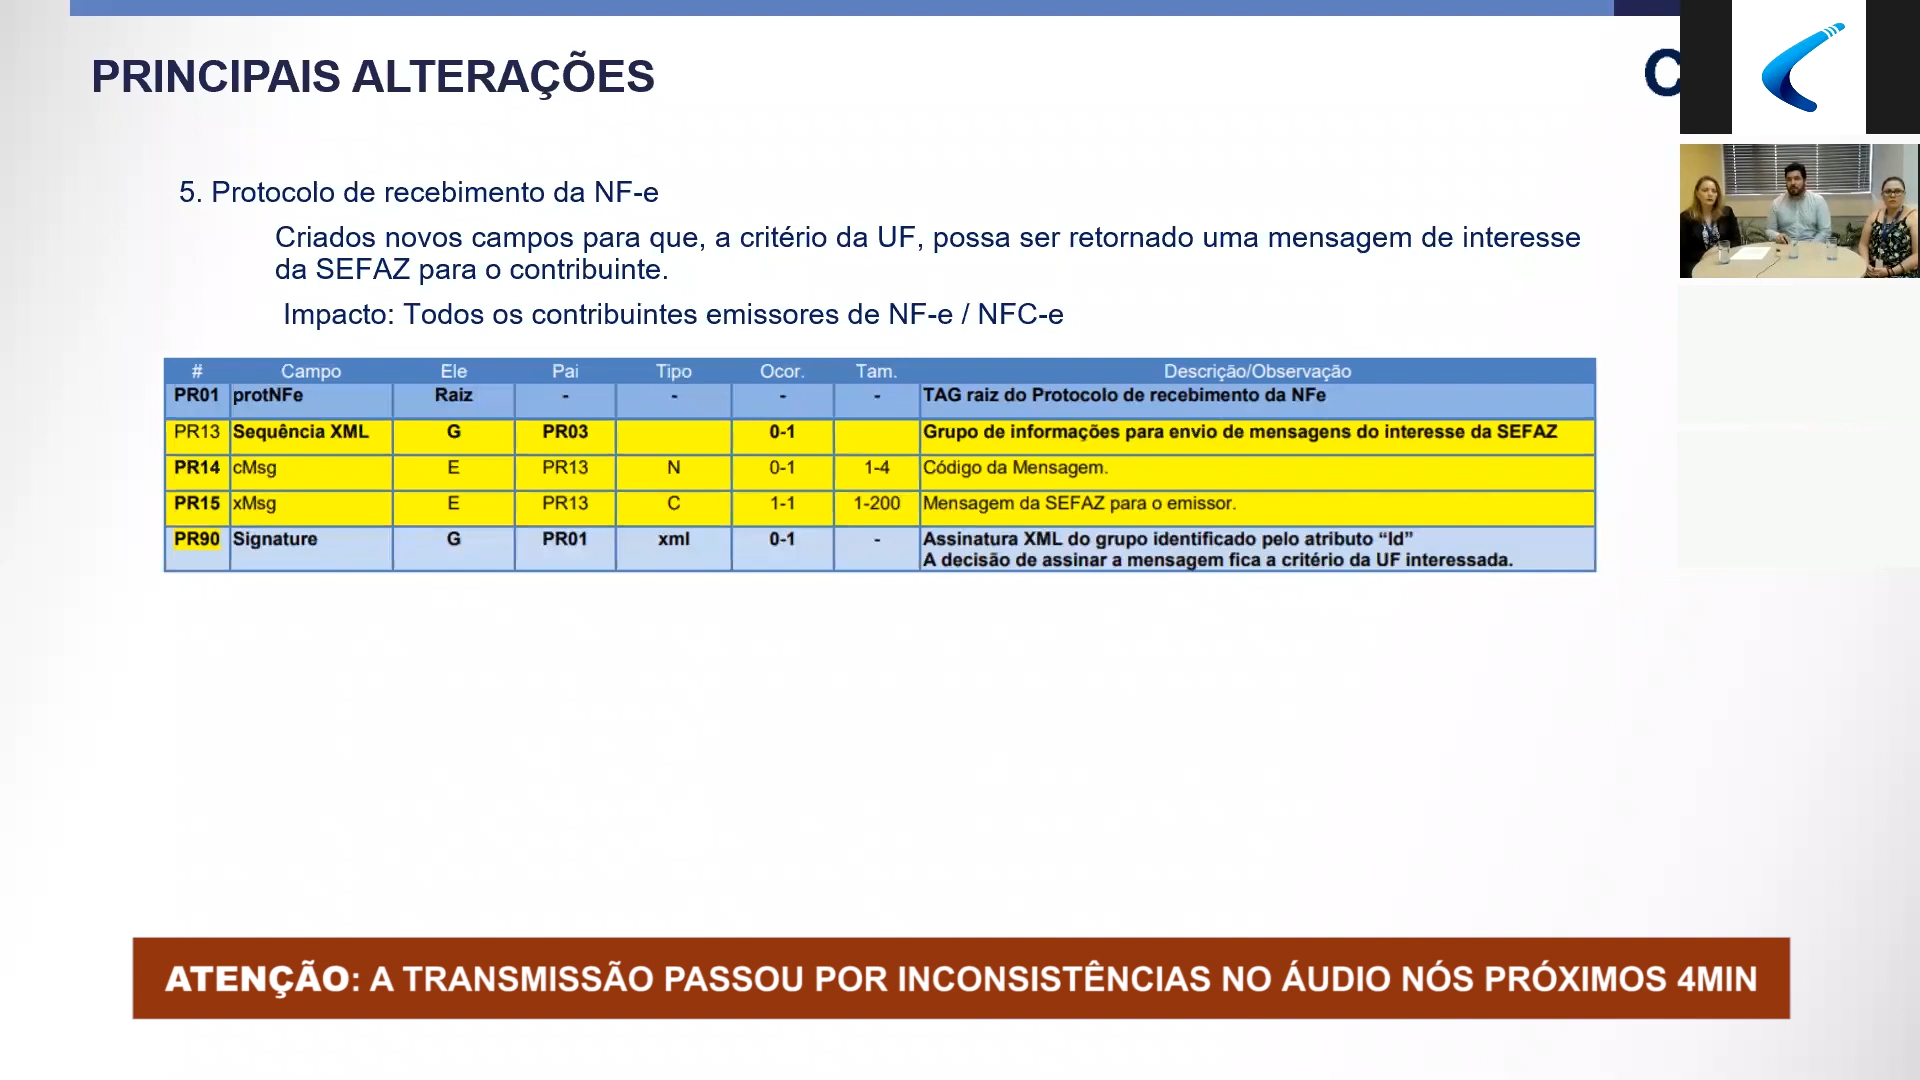 PRINCIPAIS ALTERAÇÕES
C
5. Protocolo de recebimento da NF-e
Criados novos campos para que, a critério da UF, possa ser retornado uma mensagem de interesse
da SEFAZ para o contribuinte.
Impacto: Todos os contribuintes emissores de NF-e / NFC-e
# Campo Ele Pai Tipo Ocor. Tam. Descrição/Observação
PR01 protNFe Raiz - - - - TAG raiz do Protocolo de recebimento da NFe
PR13 Sequência XML G PR03 0-1 Grupo de informações para envio de mensagens do interesse da SEFAZ
PR14 cMsg E PR13 N 0-1 1-4 Código da Mensagem.
PR15 xMsg E PR13 C 1-1 1-200 Mensagem da SEFAZ para o emissor.
PR90 Signature G PR01 xml 0-1 - Assinatura XML do grupo identificado pelo atributo “Id”
A decisão de assinar a mensagem fica a critério da UF interessada.
ATENÇÃO: A TRANSMISSÃO PASSOU POR INCONSISTÊNCIAS NO ÁUDIO NÓS PRÓXIMOS 4MIN